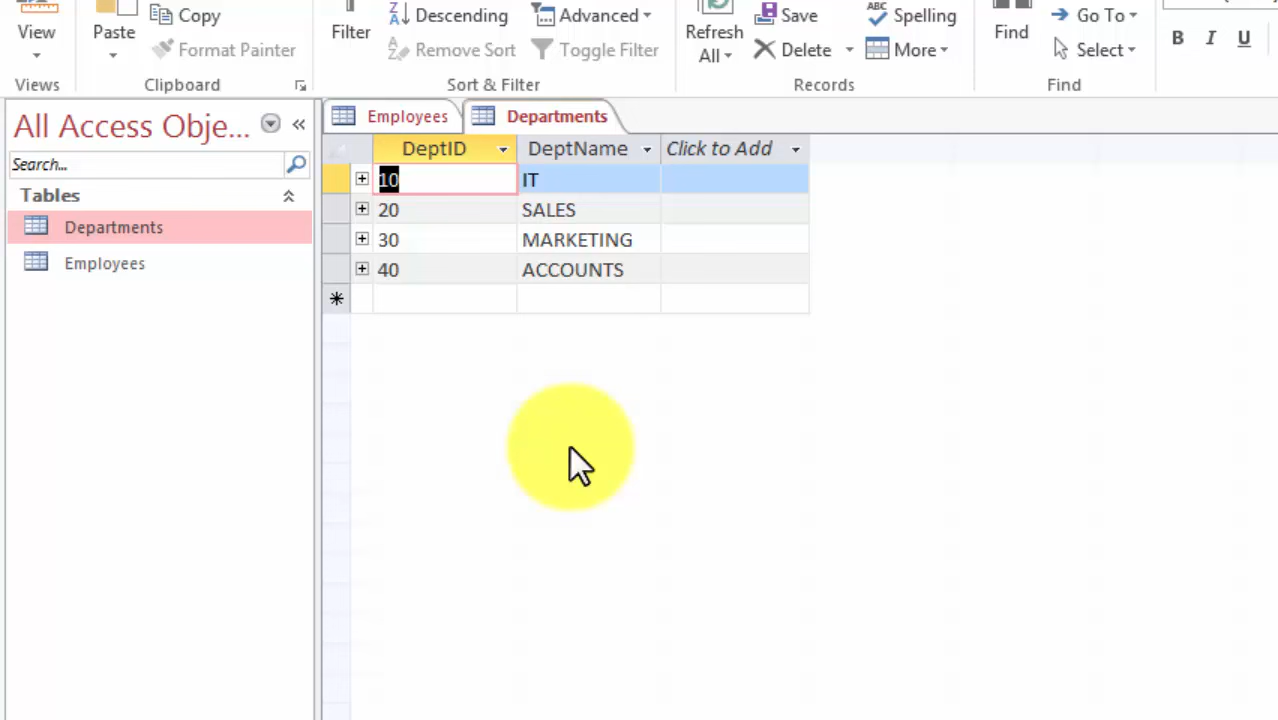 View
Paste
Copy
Format Painter
Filter
Descending
Remove Sort
Advanced
Toggle Filter
Refresh
All
Save
Delete
Spelling
More
Find
Go To
Select
B I U
Views
Clipboard
Sort & Filter
Records
Find
All Access Obje...
Search...
Tables
Departments
Employees
Employees
Departments
DeptID DeptName Click to Add
10 IT
20 SALES
30 MARKETING
40 ACCOUNTS